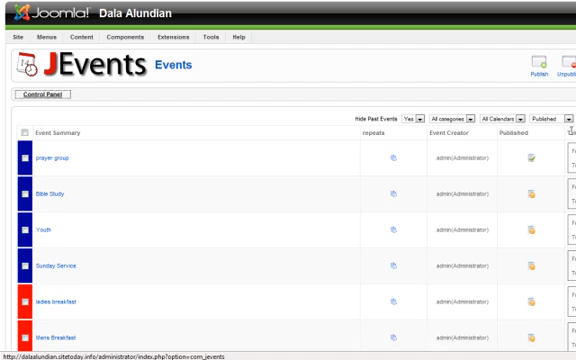 Joomla! Dala Alundian
Site Menus Content Components Extensions Tools Help
14 JEvents Events
Publish
Control Panel
Hide Past Events Yes All categories All Calendars Published
Event Summary repeats Event Creator Published
prayer group admin(Administrator)
Bible Study admin(Administrator)
Youth admin(Administrator)
Sunday Service admin(Administrator)
ladies breakfast admin(Administrator)
Mens Breakfast admin(Administrator)
http://dalaalundian.sitetoday.info/administrator/index.php?option=com_jevents